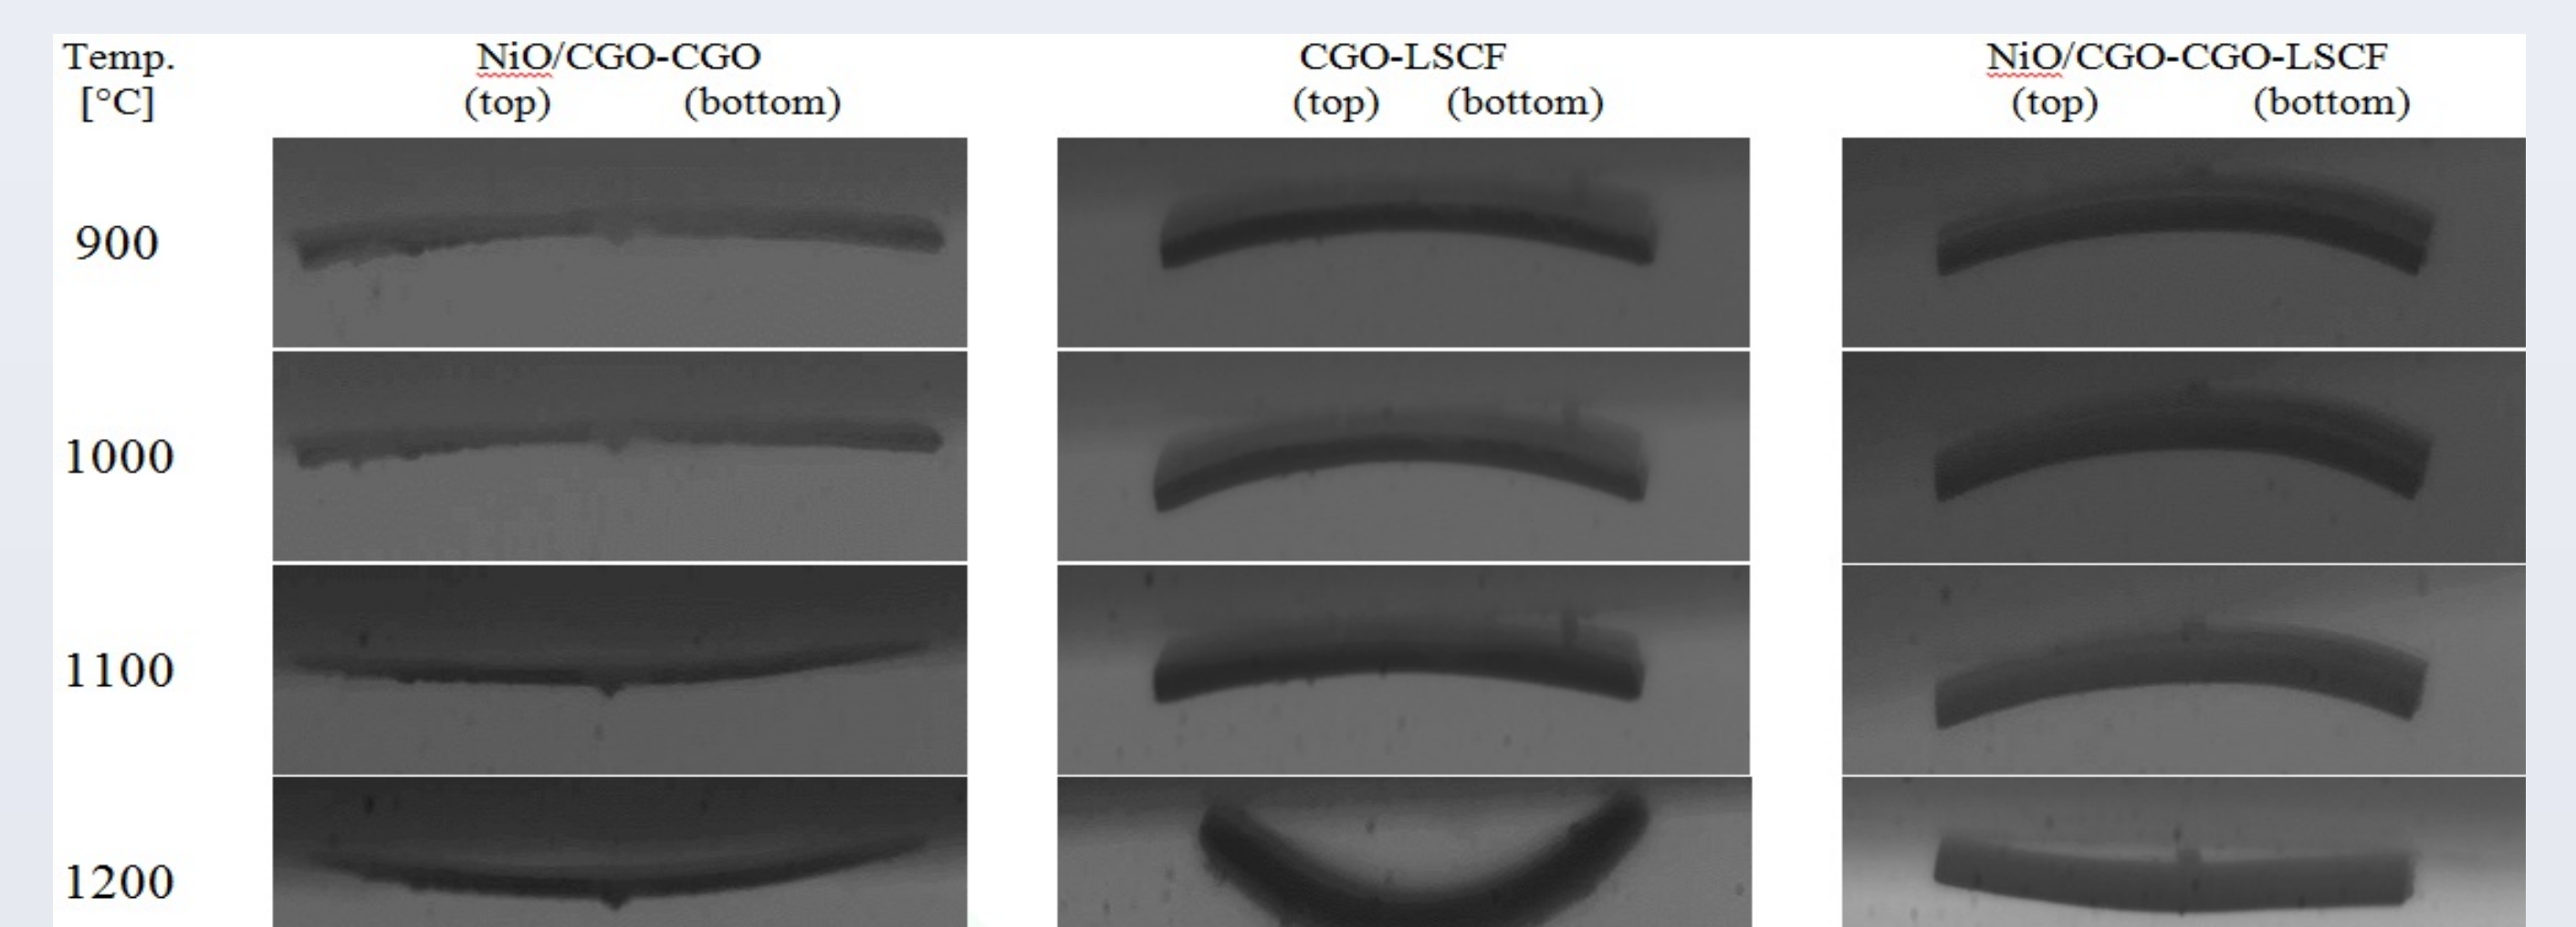 Temp.
[°C]
NiO/CGO-CGO
(top) (bottom)
CGO-LSCF
(top) (bottom)
NiO/CGO-CGO-LSCF
(top) (bottom)
900
1000
1100
1200